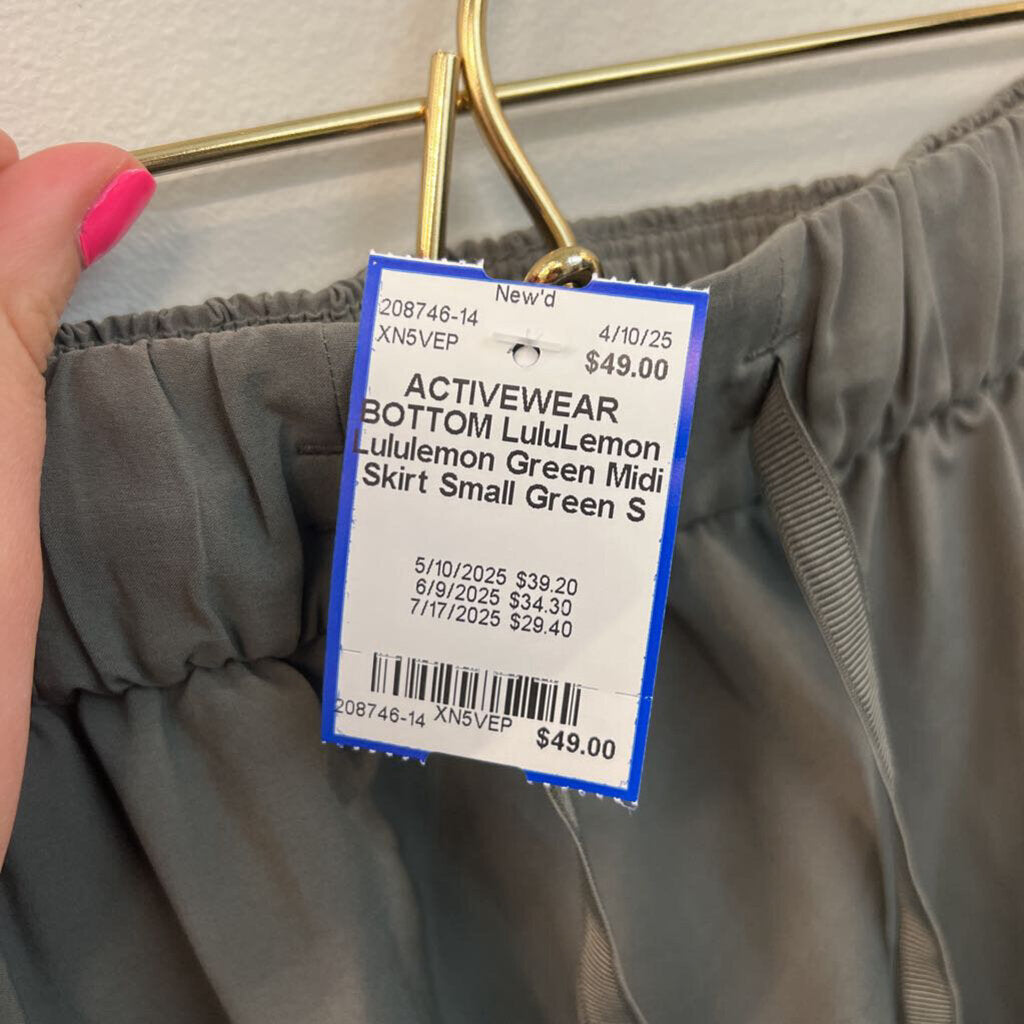 New'd
208746-14
XN5VEP
4/10/25
$49.00
ACTIVEWEAR
BOTTOM LuluLemon
Lululemon Green Midi
Skirt Small Green S
5/10/2025 $39.20
6/9/2025 $34.30
7/17/2025 $29.40
208746-14 XN5VEP $49.00